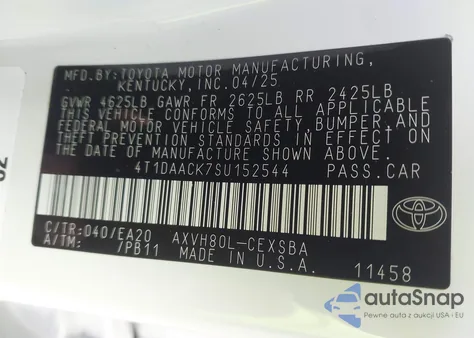 MFD.BY:TOYOTA MOTOR MANUFACTURING,
KENTUCKY,INC.04/25
GVWR 4625LB GAWR FR 2625LB RR 2425LB
THIS VEHICLE CONFORMS TO ALL APPLICABLE
FEDERAL MOTOR VEHICLE SAFETY,BUMPER,AND
THEFT PREVENTION STANDARDS IN EFFECT
ON THE DATE OF MANUFACTURE SHOWN ABOVE.
4T1DAACK7SU152544 PASS.CAR
C/TR:040/EA20 AXVH80L-CEXSBA
A/TM: /PB11 MADE IN U.S.A.
11458
autoSnap
Pewne auta z aukcji USA i EU